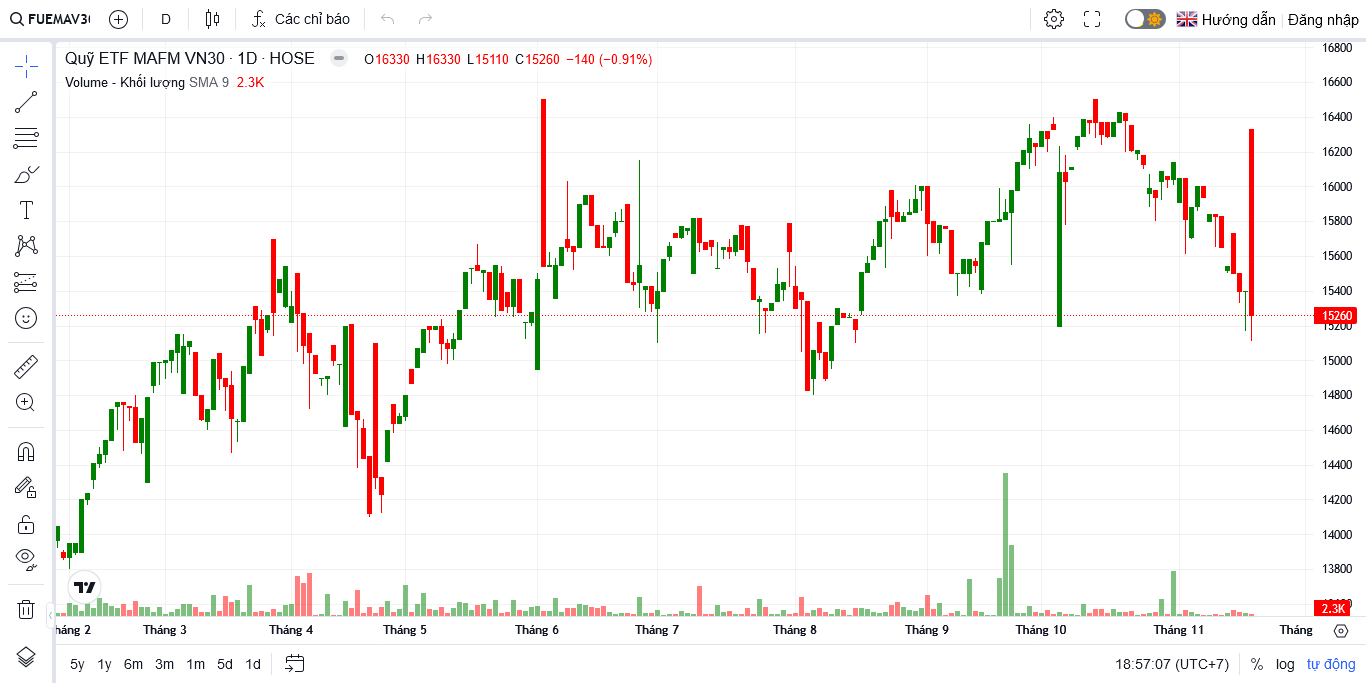 FUEMAV30
D
Các chỉ báo
Hướng dẫn
Đăng nhập
Quỹ ETF MAFM VN30 · 1D · HOSE
O16330 H16330 L15110 C15260 −140 (−0.91%)
Volume - Khối lượng SMA 9 2.3K
16800
16600
16400
16200
16000
15800
15600
15400
15260
15200
15000
14800
14600
14400
14200
14000
13800
2.3K
Tháng 2 Tháng 3 Tháng 4 Tháng 5 Tháng 6 Tháng 7 Tháng 8 Tháng 9 Tháng 10 Tháng 11 Tháng
5y 1y 6m 3m 1m 5d 1d
18:57:07 (UTC+7) % log tự động